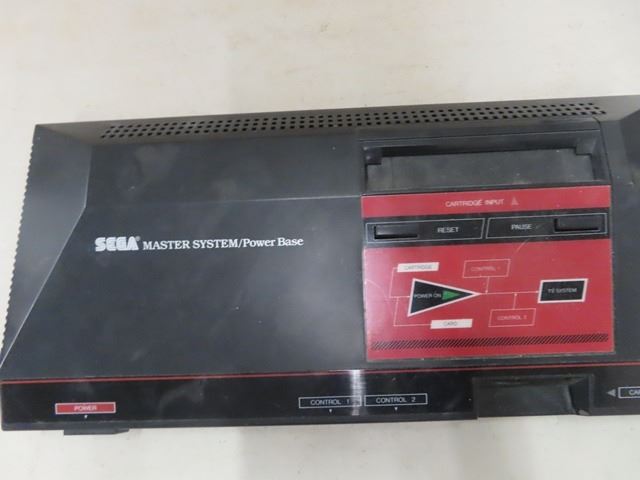 CARTRIDGE INPUT ▲
RESET
PAUSE
SEGA® MASTER SYSTEM/Power Base
CARTRIDGE
CONTROL 1
POWER ON
TV SYSTEM
CONTROL 2
CARD
POWER
CONTROL 1
CONTROL 2